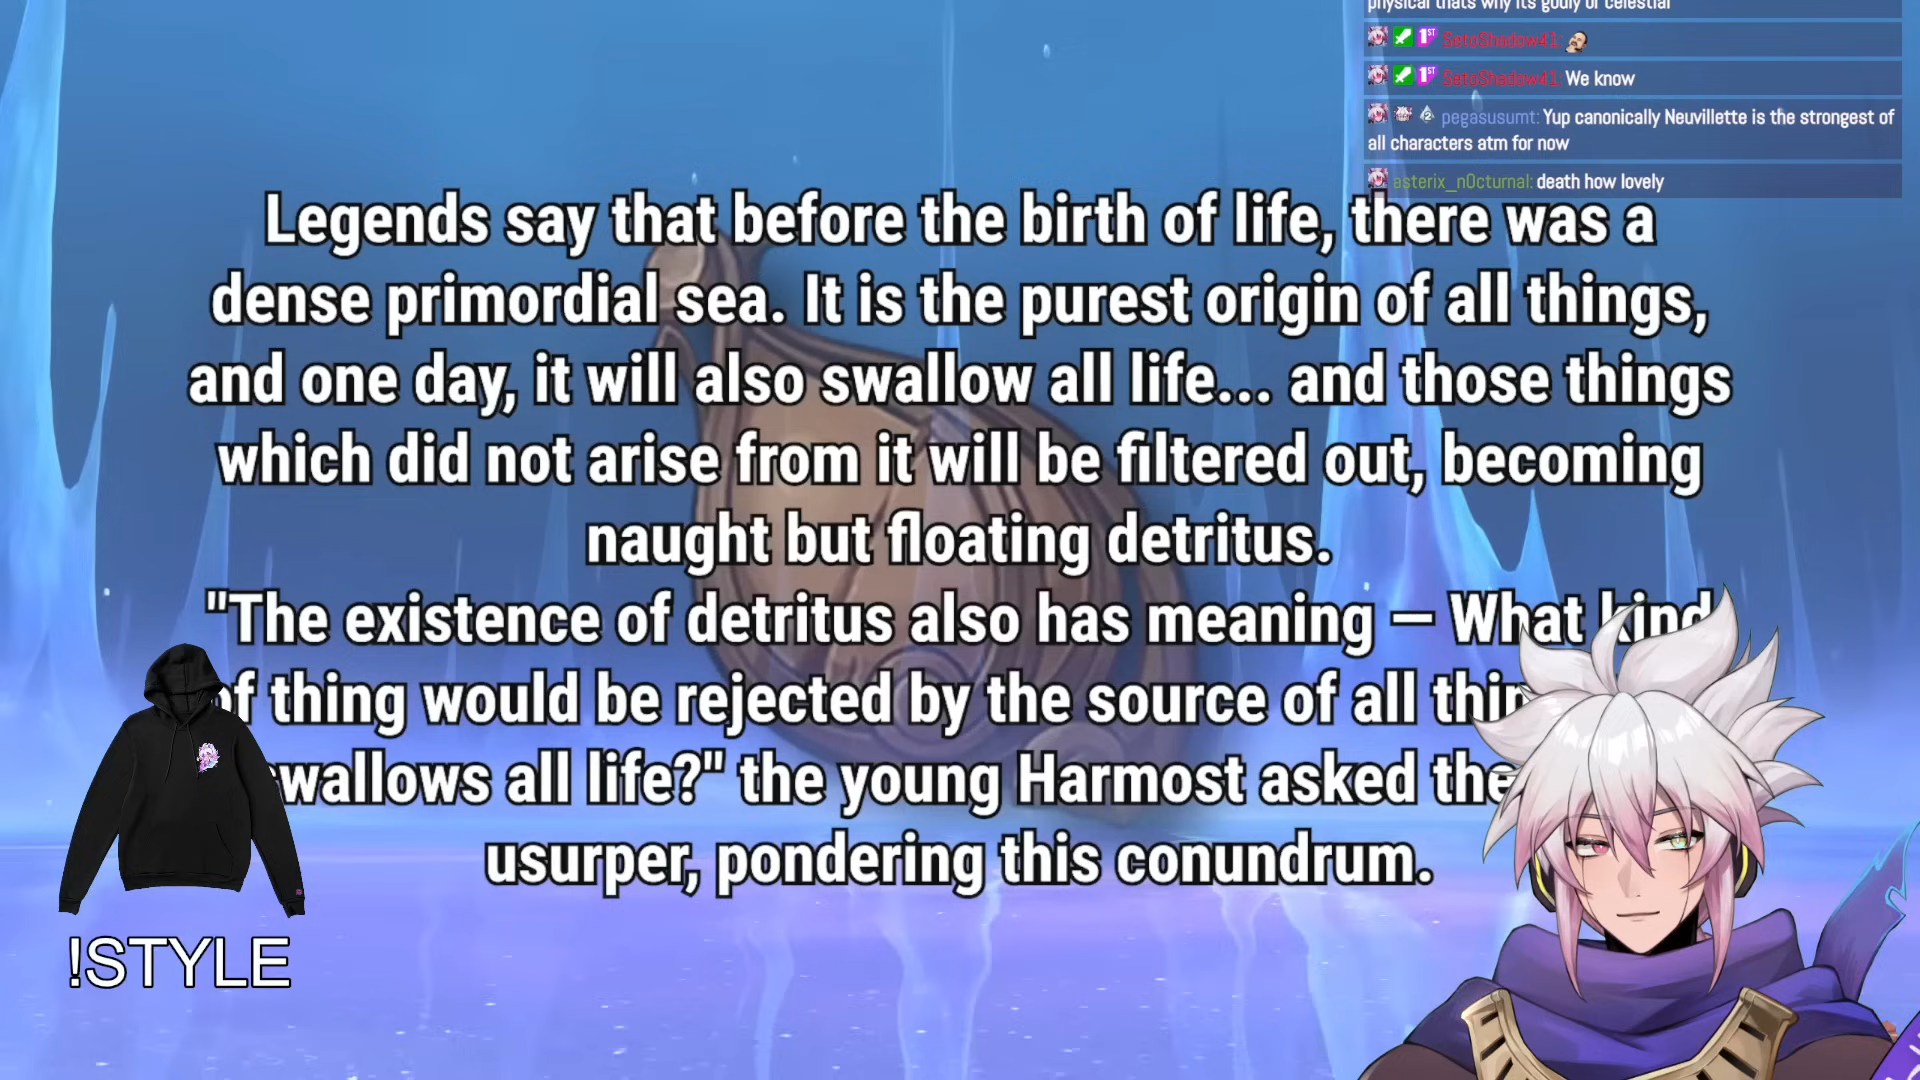 physical thats why its godly or celestial
1ST SetoShadow41:
1ST SetoShadow41: We know
2 pegasusumt: Yup canonically Neuvillette is the strongest of
all characters atm for now
asterix_n0cturnal: death how lovely
Legends say that before the birth of life, there was a
dense primordial sea. It is the purest origin of all things,
and one day, it will also swallow all life... and those things
which did not arise from it will be filtered out, becoming
naught but floating detritus.
"The existence of detritus also has meaning — What kind
of thing would be rejected by the source of all
swallows all life?" the young Harmost asked the
usurper, pondering this conundrum.
!STYLE